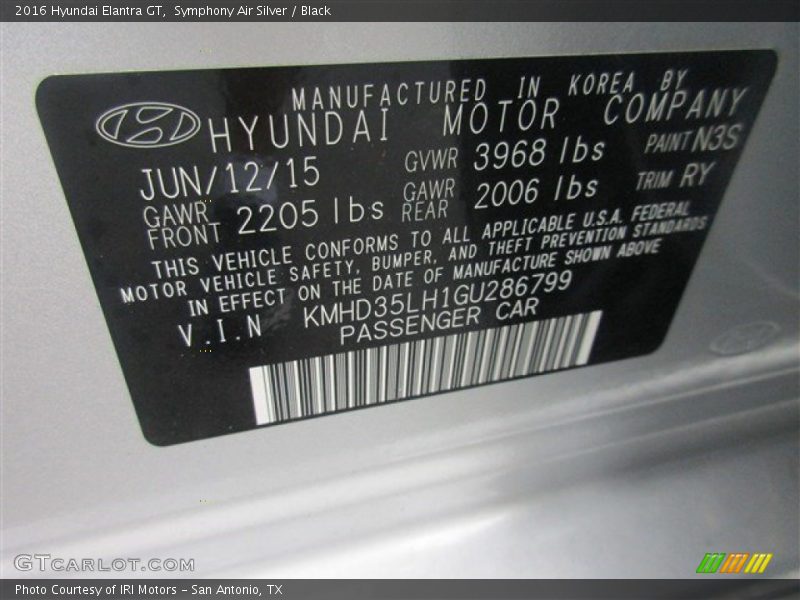 2016 Hyundai Elantra GT, Symphony Air Silver / Black
MANUFACTURED IN KOREA BY
HYUNDAI MOTOR COMPANY
JUN/12/15 GVWR 3968 lbs PAINT N3S
GAWR FRONT 2205 lbs GAWR REAR 2006 lbs TRIM RY
THIS VEHICLE CONFORMS TO ALL APPLICABLE U.S.A. FEDERAL
MOTOR VEHICLE SAFETY, BUMPER, AND THEFT PREVENTION STANDARDS
IN EFFECT ON THE DATE OF MANUFACTURE SHOWN ABOVE
V.I.N KMHD35LH1GU286799
PASSENGER CAR
GTCARLOT.COM
Photo Courtesy of IRI Motors - San Antonio, TX